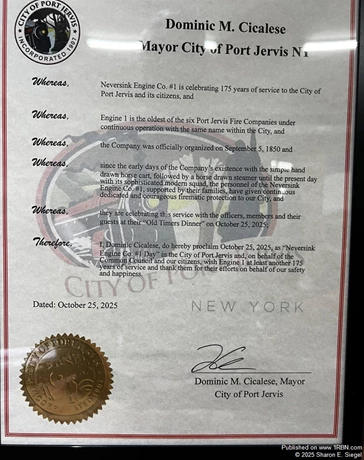 CITY OF PORT JERVIS
INCORPORATED 1907
Dominic M. Cicalese
Mayor City of Port Jervis NY
Whereas,
Neversink Engine Co. #1 is celebrating 175 years of service to the City of
Port Jervis and its citizens, and
Whereas,
Engine 1 is the oldest of the six Port Jervis Fire Companies under
continuous operation with the same name within the City, and
Whereas,
the Company was officially organized on September 5, 1850 and
Whereas,
since the early days of the Company's existence with the simple hand
drawn horse cart, followed by a horse drawn steamer until the present day
with its sophisticated modern squad, the personnel of the Neversink
Engine Co. #1, supported by their families, have given continuous
dedicated and courageous firematic protection to our City, and
Whereas,
they are celebrating this service with the officers, members and their
guests at their "Old Timers Dinner" on October 25, 2025,
Therefore,
I, Dominic Cicalese, do hereby proclaim October 25, 2025, as "Neversink
Engine Co. #1 Day" in the City of Port Jervis and, on behalf of the
Common Council and our citizens, wish Engine 1 at least another 175
years of service and thank them for their efforts on behalf of our safety
and happiness.
CITY OF PORT
Dated: October 25, 2025
NEW YORK
Dominic M. Cicalese, Mayor
City of Port Jervis
Published on www.1RBN.com
© 2025 Sharon E. Siegel